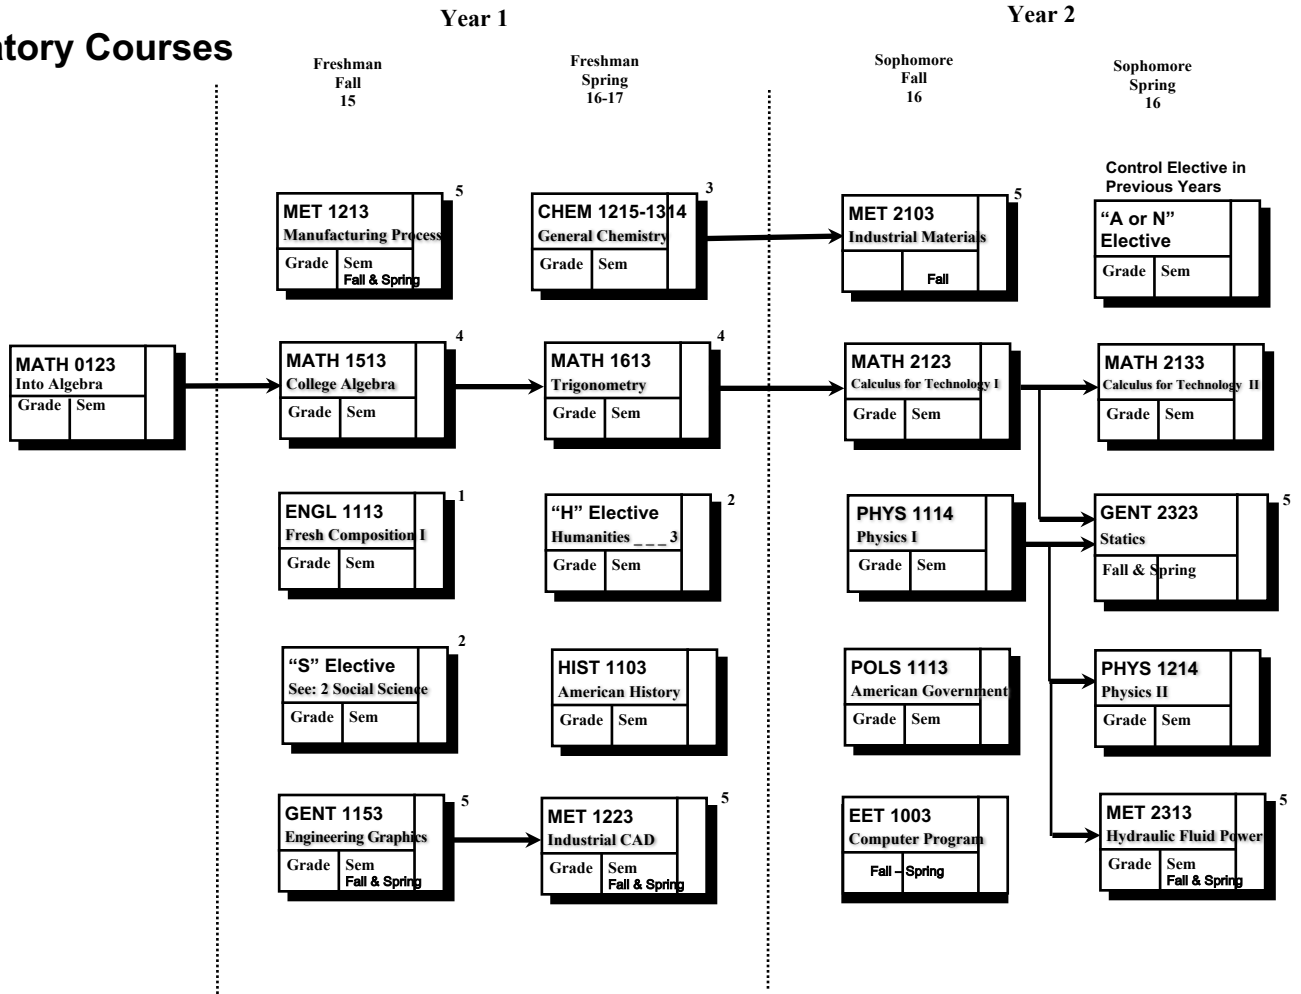 Year 1
Year 2
atory Courses
Freshman
Fall
15
Freshman
Spring
16-17
Sophomore
Fall
16
Sophomore
Spring
16
5
MET 1213
Manufacturing Process
Grade Sem
Fall & Spring
3
CHEM 1215-1314
General Chemistry
Grade Sem
5
MET 2103
Industrial Materials
Fall
Control Elective in
Previous Years
“A or N”
Elective
Grade Sem
MATH 0123
Into Algebra
Grade Sem
4
MATH 1513
College Algebra
Grade Sem
4
MATH 1613
Trigonometry
Grade Sem
MATH 2123
Calculus for Technology I
Grade Sem
MATH 2133
Calculus for Technology II
Grade Sem
1
ENGL 1113
Fresh Composition I
Grade Sem
2
“H” Elective
Humanities _ _ _ 3
Grade Sem
PHYS 1114
Physics I
Grade Sem
5
GENT 2323
Statics
Fall & Spring
2
“S” Elective
See: 2 Social Science
Grade Sem
HIST 1103
American History
Grade Sem
POLS 1113
American Government
Grade Sem
PHYS 1214
Physics II
Grade Sem
5
GENT 1153
Engineering Graphics
Grade Sem
Fall & Spring
5
MET 1223
Industrial CAD
Grade Sem
Fall & Spring
EET 1003
Computer Program
Fall – Spring
5
MET 2313
Hydraulic Fluid Power
Grade Sem
Fall & Spring